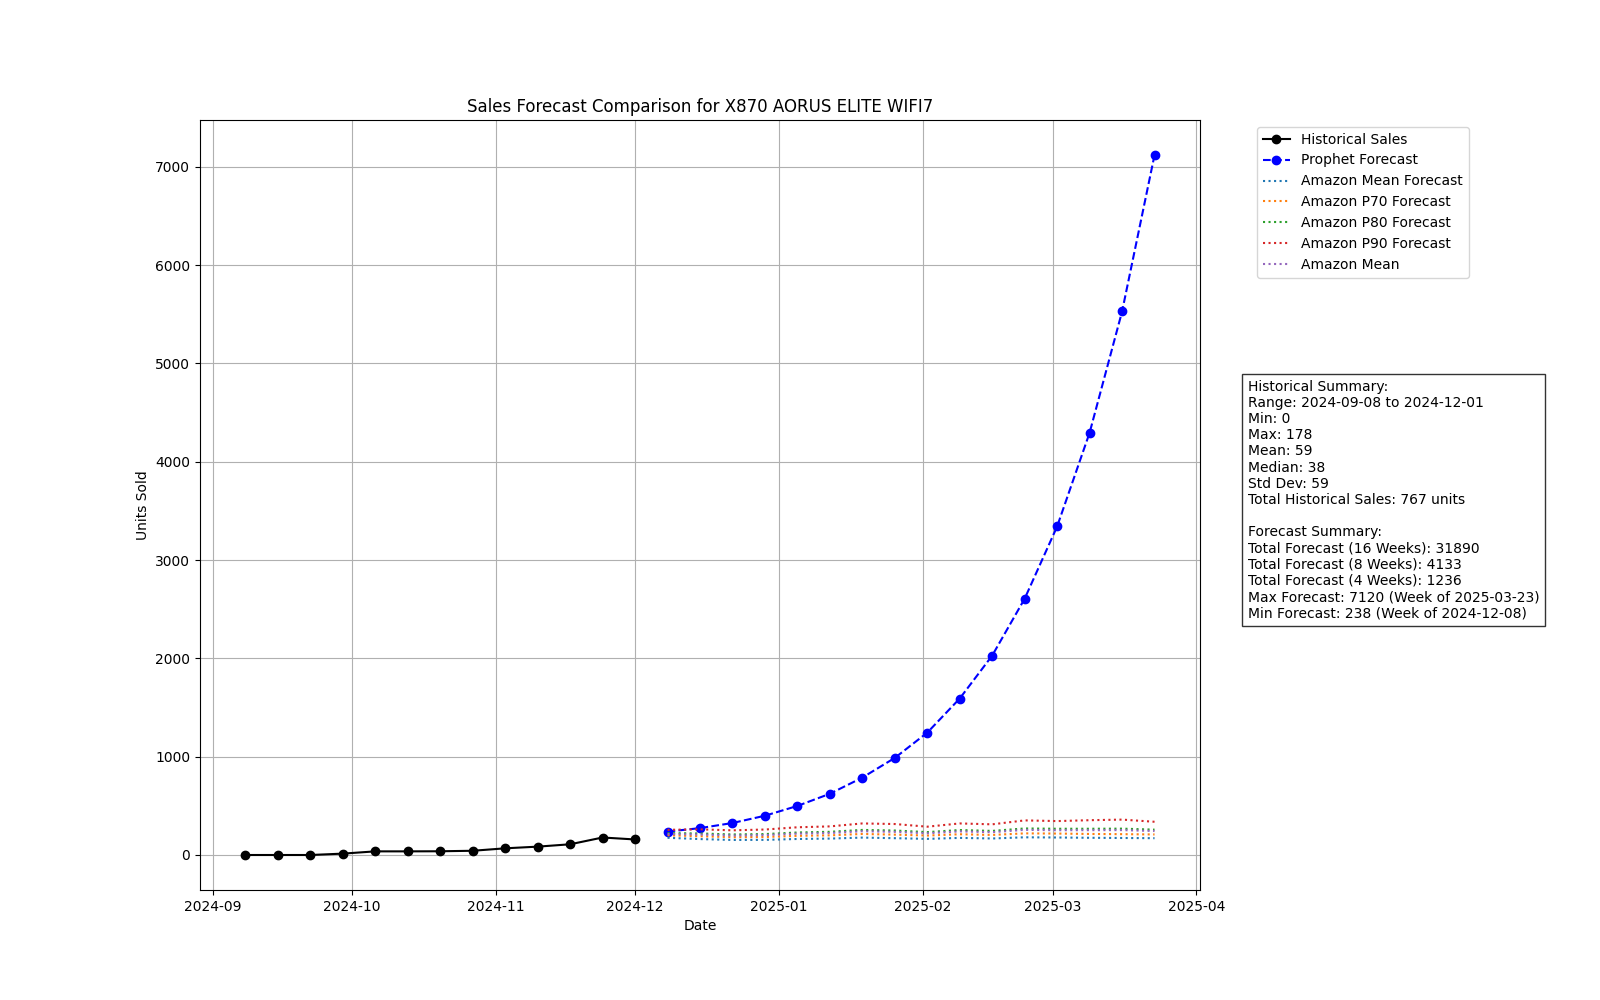 Sales Forecast Comparison for X870 AORUS ELITE WIFI7
7000
6000
5000
4000
3000
2000
1000
0
Units Sold
2024-09
2024-10
2024-11
2024-12
2025-01
2025-02
2025-03
2025-04
Date
Historical Sales
Prophet Forecast
Amazon Mean Forecast
Amazon P70 Forecast
Amazon P80 Forecast
Amazon P90 Forecast
Amazon Mean
Historical Summary:
Range: 2024-09-08 to 2024-12-01
Min: 0
Max: 178
Mean: 59
Median: 38
Std Dev: 59
Total Historical Sales: 767 units
Forecast Summary:
Total Forecast (16 Weeks): 31890
Total Forecast (8 Weeks): 4133
Total Forecast (4 Weeks): 1236
Max Forecast: 7120 (Week of 2025-03-23)
Min Forecast: 238 (Week of 2024-12-08)